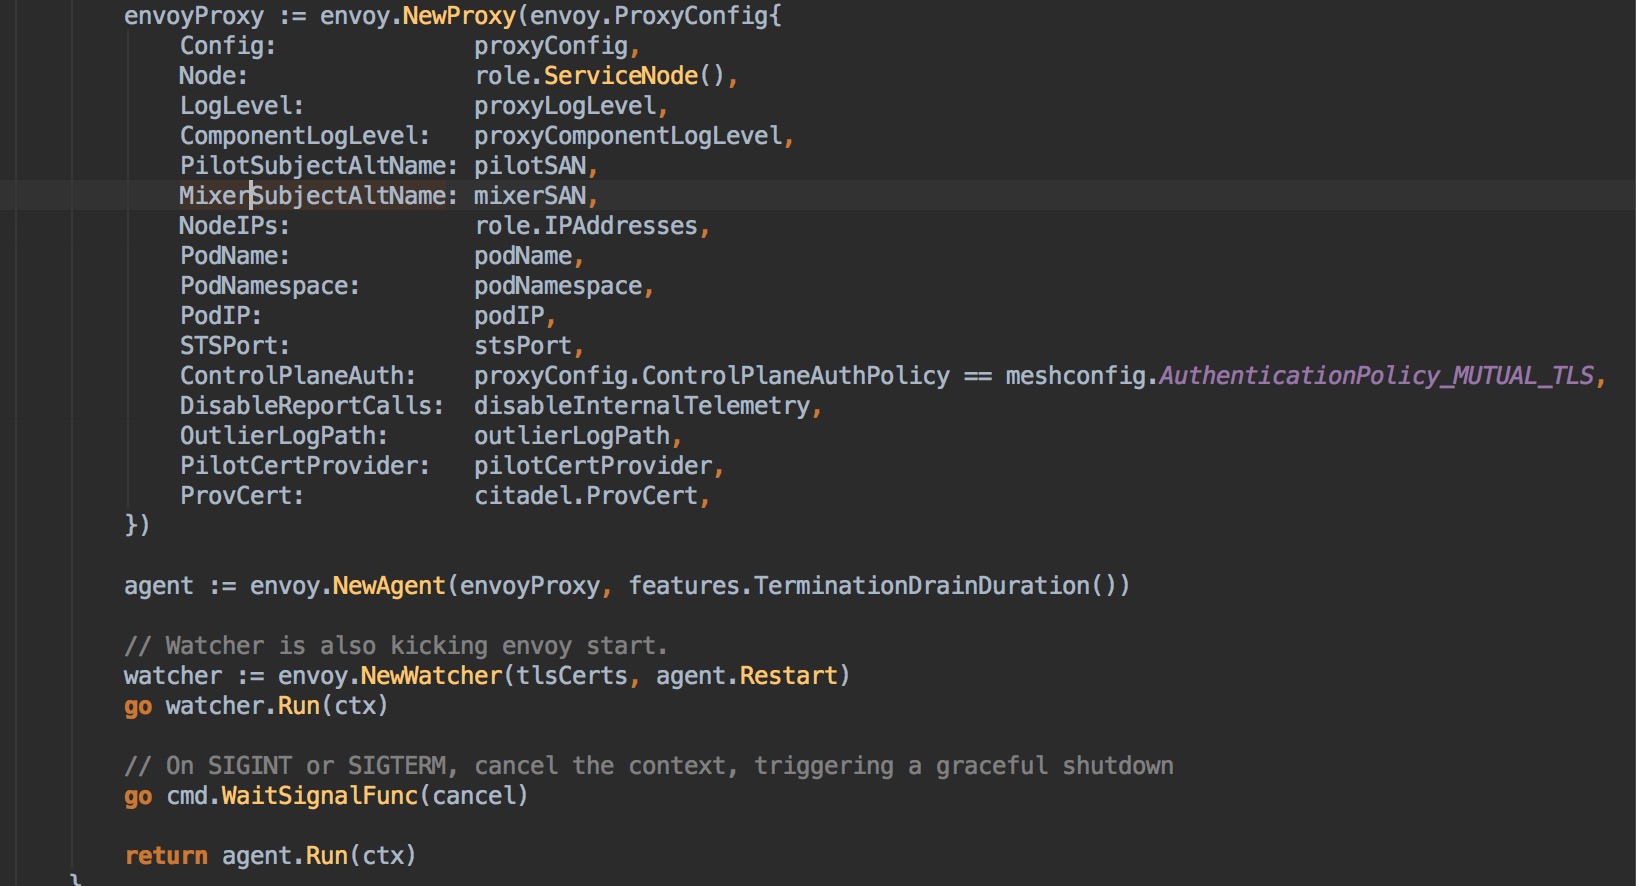 envoyProxy := envoy.NewProxy(envoy.ProxyConfig{
    Config:              proxyConfig,
    Node:                role.ServiceNode(),
    LogLevel:            proxyLogLevel,
    ComponentLogLevel:   proxyComponentLogLevel,
    PilotSubjectAltName: pilotSAN,
    MixerSubjectAltName: mixerSAN,
    NodeIPs:             role.IPAddresses,
    PodName:             podName,
    PodNamespace:        podNamespace,
    PodIP:               podIP,
    STSPort:             stsPort,
    ControlPlaneAuth:    proxyConfig.ControlPlaneAuthPolicy == meshconfig.AuthenticationPolicy_MUTUAL_TLS,
    DisableReportCalls:  disableInternalTelemetry,
    OutlierLogPath:      outlierLogPath,
    PilotCertProvider:   pilotCertProvider,
    ProvCert:            citadel.ProvCert,
})

agent := envoy.NewAgent(envoyProxy, features.TerminationDrainDuration())

// Watcher is also kicking envoy start.
watcher := envoy.NewWatcher(tlsCerts, agent.Restart)
go watcher.Run(ctx)

// On SIGINT or SIGTERM, cancel the context, triggering a graceful shutdown
go cmd.WaitSignalFunc(cancel)

return agent.Run(ctx)
}